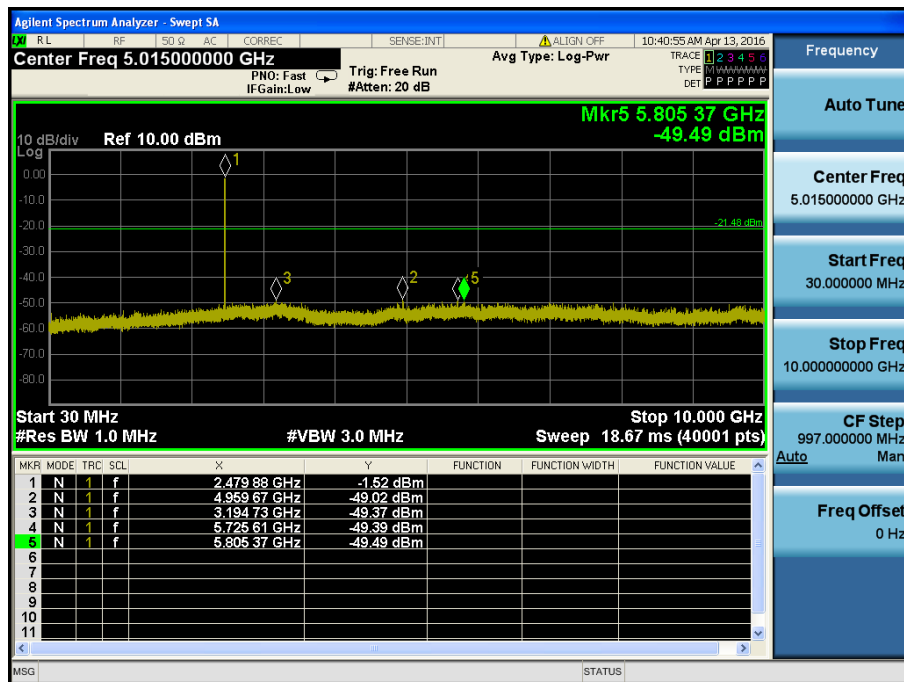 Agilent Spectrum Analyzer - Swept SA
LXI RL RF 50 Ω AC CORREC SENSE:INT ALIGN OFF 10:40:55 AM Apr 13, 2016
Center Freq 5.015000000 GHz
Avg Type: Log-Pwr
TRACE 1 2 3 4 5 6
TYPE M W W W W W
DET P P P P P P
PNO: Fast
IFGain:Low
Trig: Free Run
#Atten: 20 dB
Mkr5 5.805 37 GHz
-49.49 dBm
10 dB/div Ref 10.00 dBm
Log
0.00
-10.0
-20.0
-30.0
-40.0
-50.0
-60.0
-70.0
-80.0
1
-21.48 dBm
3
2
5
Start 30 MHz Stop 10.000 GHz
#Res BW 1.0 MHz #VBW 3.0 MHz Sweep 18.67 ms (40001 pts)
MKR MODE TRC SCL X Y FUNCTION FUNCTION WIDTH FUNCTION VALUE
1 N 1 f 2.479 88 GHz -1.52 dBm
2 N 1 f 4.959 67 GHz -49.02 dBm
3 N 1 f 3.194 73 GHz -49.37 dBm
4 N 1 f 5.725 61 GHz -49.39 dBm
5 N 1 f 5.805 37 GHz -49.49 dBm
6
7
8
9
10
11
MSG STATUS
Frequency
Auto Tune
Center Freq
5.015000000 GHz
Start Freq
30.000000 MHz
Stop Freq
10.000000000 GHz
CF Step
997.000000 MHz
Auto Man
Freq Offset
0 Hz